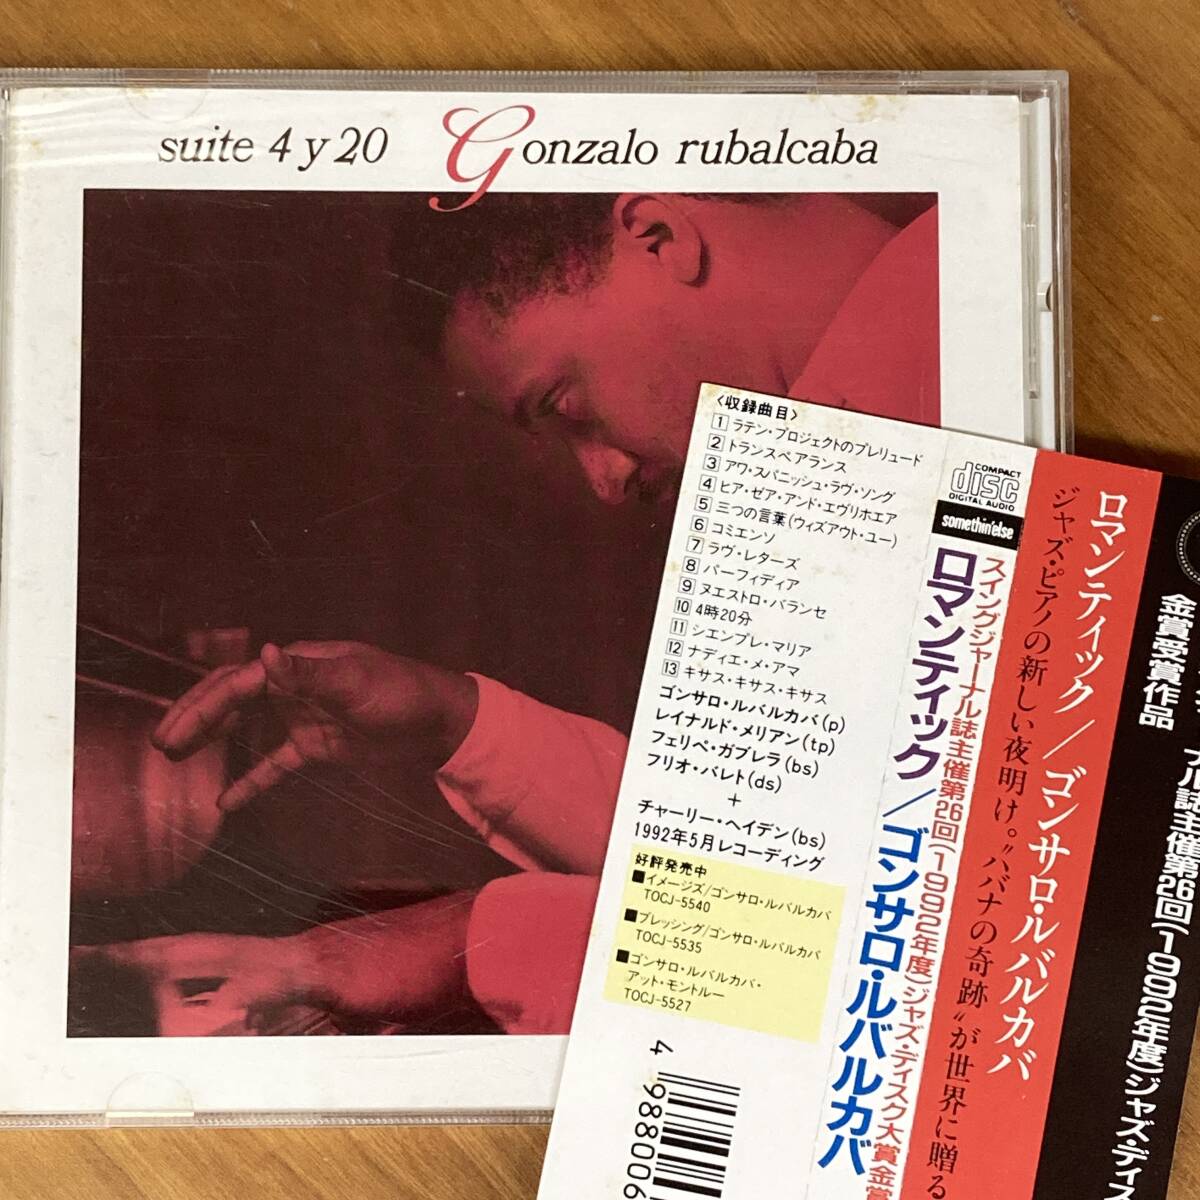 suite 4 y 20 Gonzalo rubalcaba
〈収録曲目〉
1 ラテン・プロジェクトのプレリュード
2 トランスペアランス
3 アワ・スパニッシュ・ラヴ・ソング
4 ヒア・ゼア・アンド・エヴリホエア
5 三つの言葉(ウィズアウト・ユー)
6 コミエンソ
7 ラヴ・レターズ
8 パーフィディア
9 ヌエストロ・バランセ
10 4時20分
11 シエンプレ・マリア
12 ナディエ・メ・アマ
13 キサス・キサス・キサス
ゴンサロ・ルバルカバ(p)
レイナルド・メリアン(tp)
フェリペ・ガブレラ(bs)
フリオ・バレト(ds)
+
チャーリー・ヘイデン(bs)
1992年5月レコーディング
好評発売中
■イメージズ/ゴンサロ・ルバルカバ
TOCJ-5540
■ブレッシング/ゴンサロ・ルバルカバ
TOCJ-5535
■ゴンサロ・ルバルカバ・
アット・モントルー
TOCJ-5527
4 988006
COMPACT
disc
DIGITAL AUDIO
somethin'else
スイングジャーナル誌主催第26回(1992年度)ジャズ・ディスク大賞金賞
ロマンティック/ゴンサロ・ルバルカバ
ロマンティック/ゴンサロ・ルバルカバ
ジャズ・ピアノの新しい夜明け。"ハバナの奇跡"が世界に贈る
ナル誌主催第26回(1992年度)ジャズ・ディス
金賞受賞作品